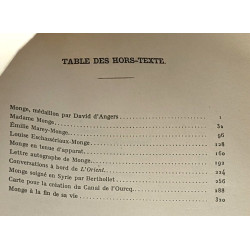 TABLE DES HORS-TEXTE.
Monge, médaillon par David d'Angers 1
Madame Monge 32
Émilie Marey-Monge 96
Louise Eschassériaux-Monge 128
Monge en tenue d'apparat 160
Lettre autographe de Monge 192
Conversations à bord de L'Orient 224
Monge soigné en Syrie par Berthollet 256
Carte pour la création du Canal de l'Ourcq 288
Monge à la fin de sa vie 320